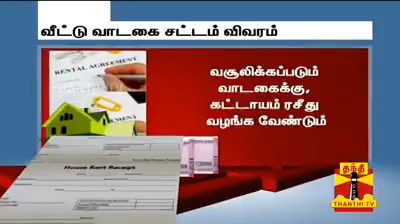 வீட்டு வாடகை சட்டம் விவரம்
RENTAL AGREEMENT
வசூலிக்கப்படும்
வாடகைக்கு,
கட்டாயம் ரசீது
வழங்க வேண்டும்
House Rent Receipt
தந்தி
THANTHI TV